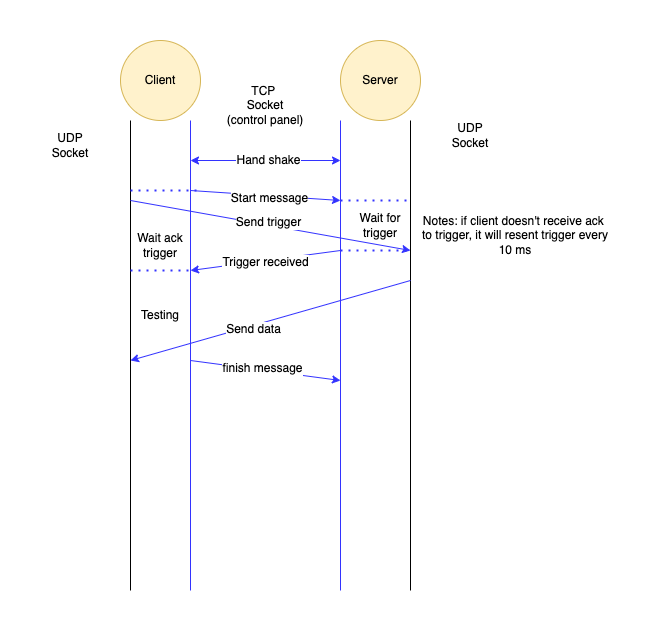 Client
Server
TCP
Socket
(control panel)
UDP
Socket
UDP
Socket
Hand shake
Start message
Send trigger
Wait for
trigger
Notes: if client doesn't receive ack
to trigger, it will resent trigger every
10 ms
Wait ack
trigger
Trigger received
Testing
Send data
finish message